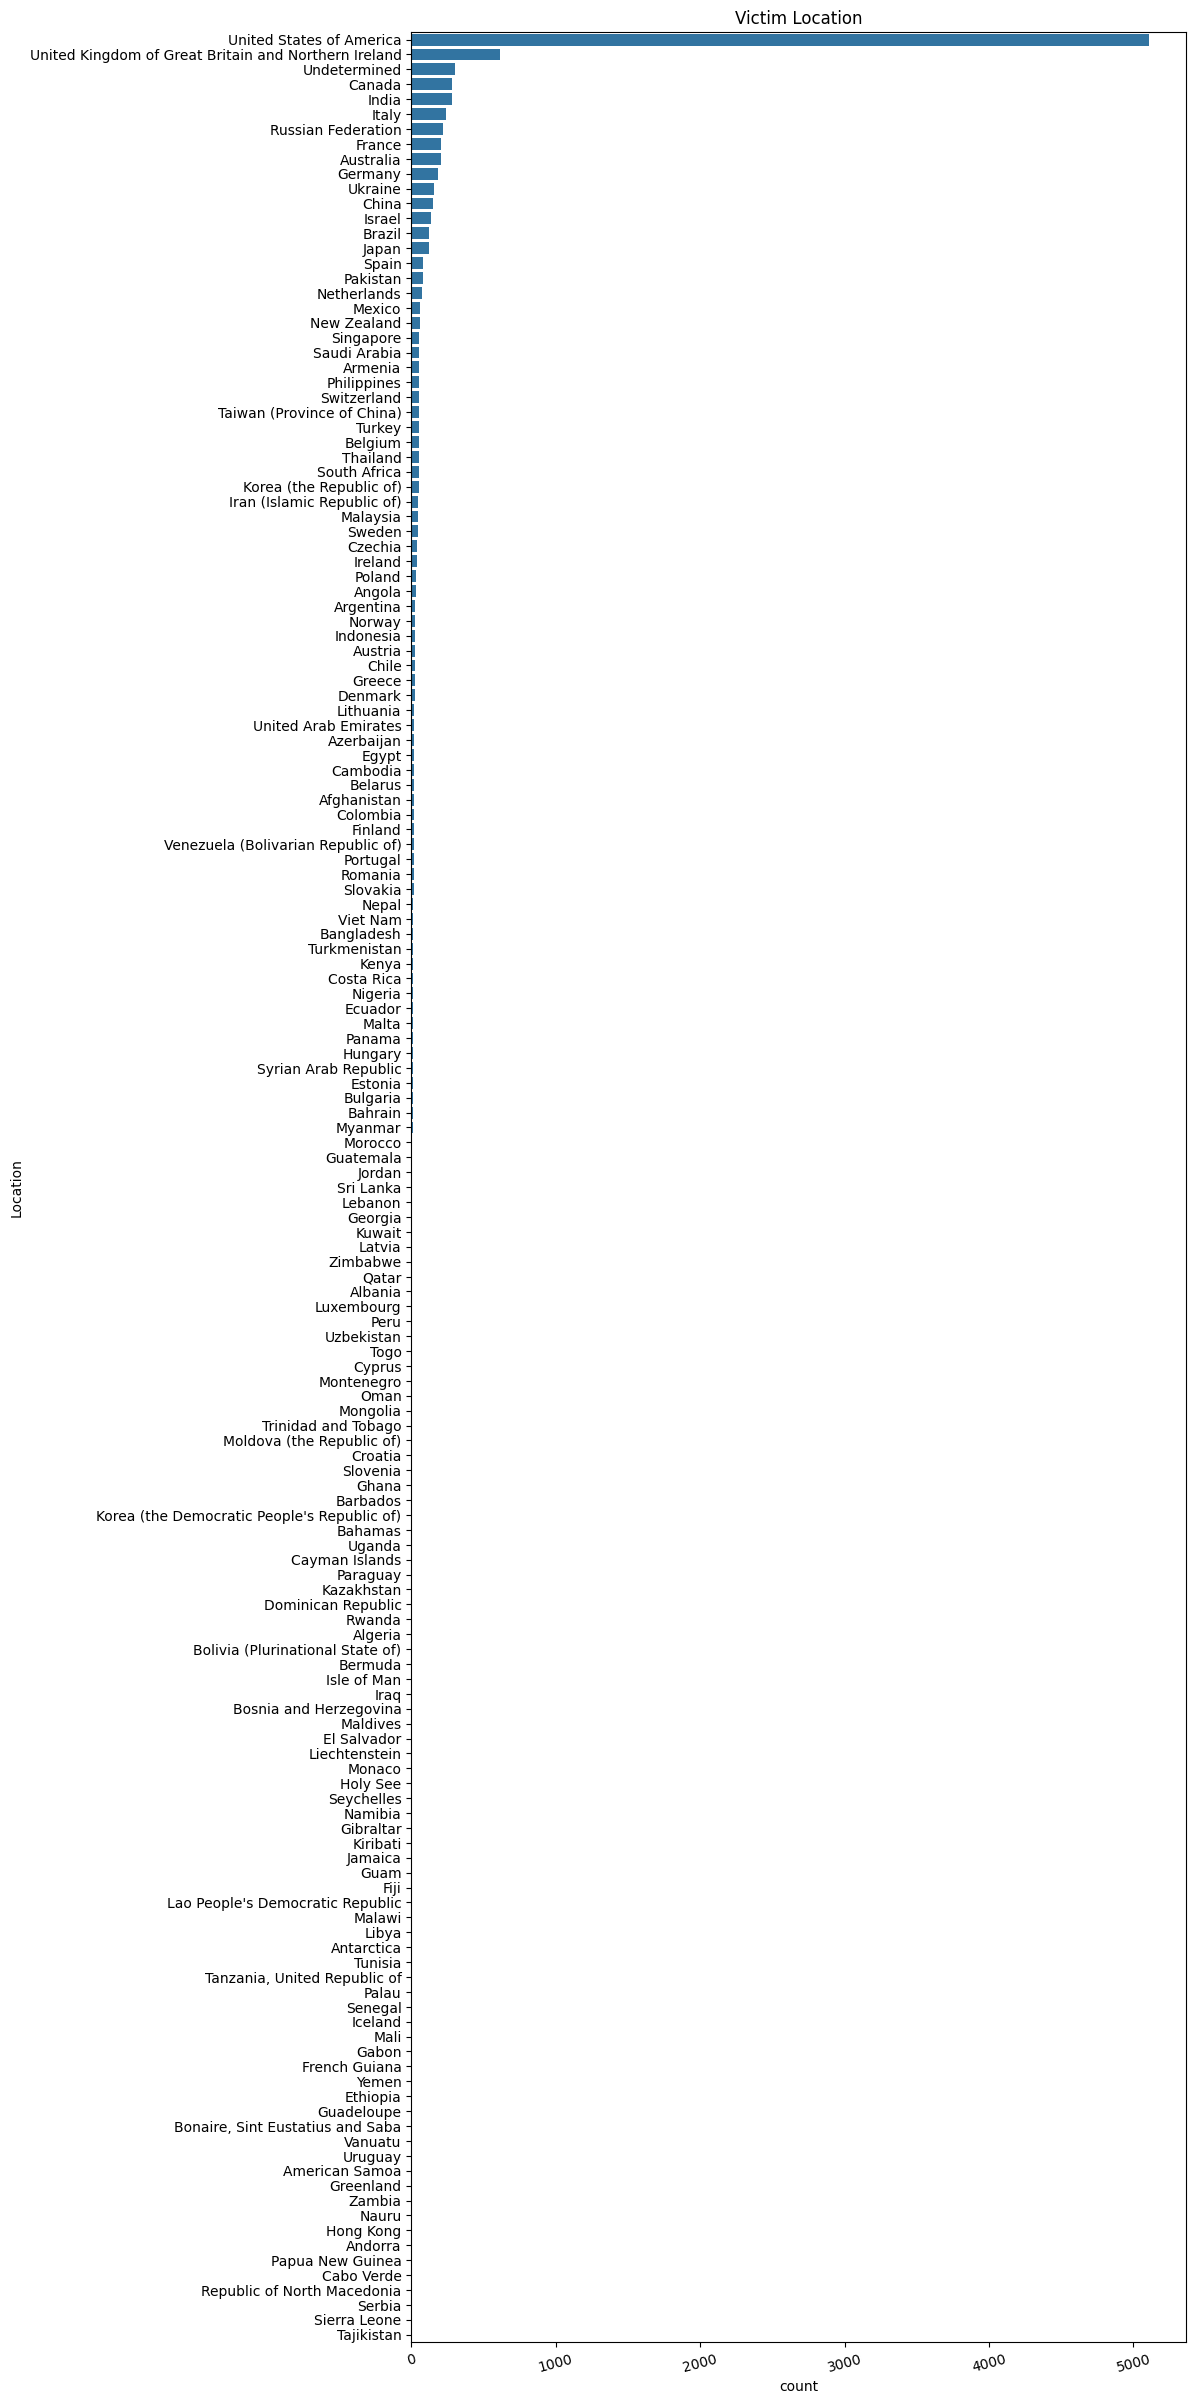 Victim Location
United States of America
United Kingdom of Great Britain and Northern Ireland
Undetermined
Canada
India
Italy
Russian Federation
France
Australia
Germany
Ukraine
China
Israel
Brazil
Japan
Spain
Pakistan
Netherlands
Mexico
New Zealand
Singapore
Saudi Arabia
Armenia
Philippines
Switzerland
Taiwan (Province of China)
Turkey
Belgium
Thailand
South Africa
Korea (the Republic of)
Iran (Islamic Republic of)
Malaysia
Sweden
Czechia
Ireland
Poland
Angola
Argentina
Norway
Indonesia
Austria
Chile
Greece
Denmark
Lithuania
United Arab Emirates
Azerbaijan
Egypt
Cambodia
Belarus
Afghanistan
Colombia
Finland
Venezuela (Bolivarian Republic of)
Portugal
Romania
Slovakia
Nepal
Viet Nam
Bangladesh
Turkmenistan
Kenya
Costa Rica
Nigeria
Ecuador
Malta
Panama
Hungary
Syrian Arab Republic
Estonia
Bulgaria
Bahrain
Myanmar
Morocco
Guatemala
Jordan
Sri Lanka
Lebanon
Georgia
Kuwait
Latvia
Zimbabwe
Qatar
Albania
Luxembourg
Peru
Uzbekistan
Togo
Cyprus
Montenegro
Oman
Mongolia
Trinidad and Tobago
Moldova (the Republic of)
Croatia
Slovenia
Ghana
Barbados
Korea (the Democratic People's Republic of)
Bahamas
Uganda
Cayman Islands
Paraguay
Kazakhstan
Dominican Republic
Rwanda
Algeria
Bolivia (Plurinational State of)
Bermuda
Isle of Man
Iraq
Bosnia and Herzegovina
Maldives
El Salvador
Liechtenstein
Monaco
Holy See
Seychelles
Namibia
Gibraltar
Kiribati
Jamaica
Guam
Fiji
Lao People's Democratic Republic
Malawi
Libya
Antarctica
Tunisia
Tanzania, United Republic of
Palau
Senegal
Iceland
Mali
Gabon
French Guiana
Yemen
Ethiopia
Guadeloupe
Bonaire, Sint Eustatius and Saba
Vanuatu
Uruguay
American Samoa
Greenland
Zambia
Nauru
Hong Kong
Andorra
Papua New Guinea
Cabo Verde
Republic of North Macedonia
Serbia
Sierra Leone
Tajikistan
Location
0 1000 2000 3000 4000 5000
count